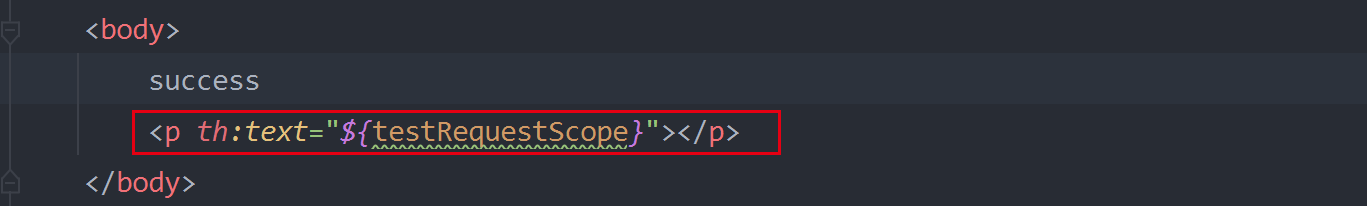 <body>
success
<p th:text="${testRequestScope}"></p>
</body>